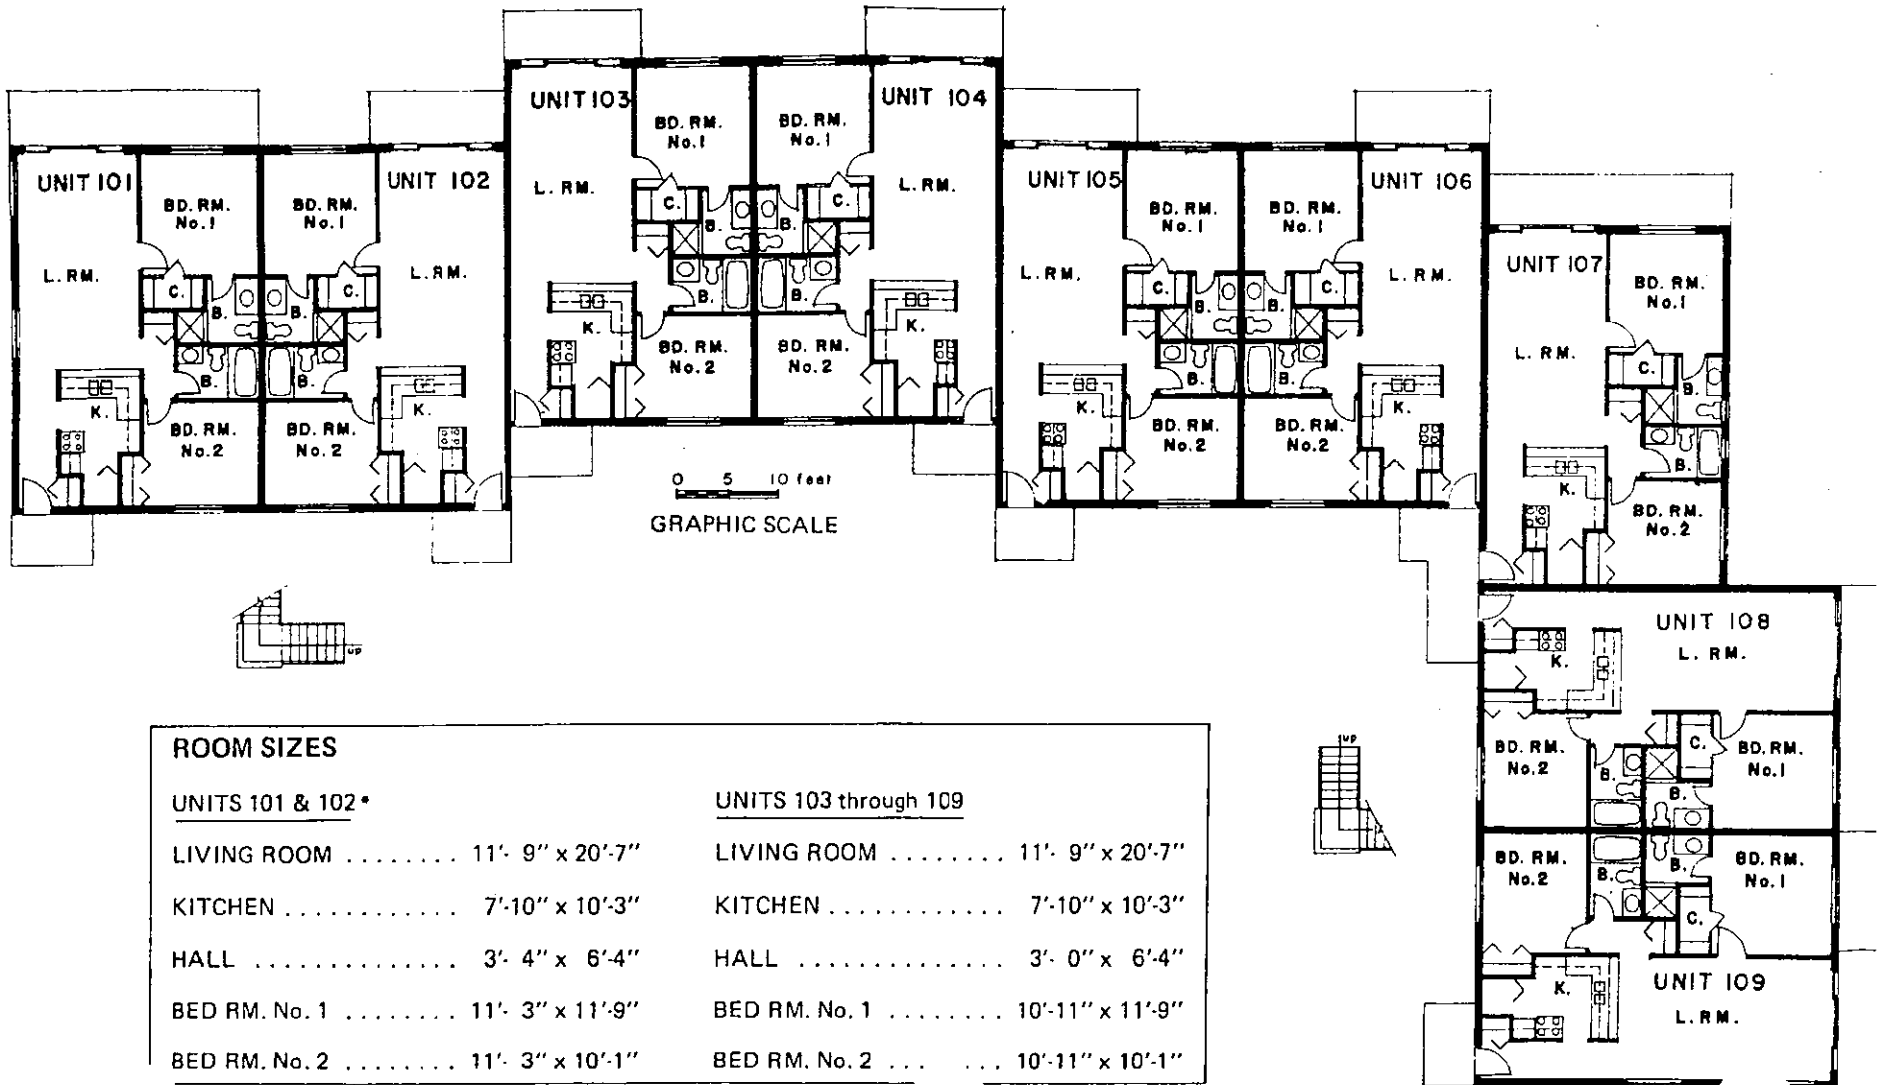 UNIT 101
BD. RM.
No.1
L. RM.
C.
B.
B.
K.
BD. RM.
No.2
UNIT 102
BD. RM.
No.1
L. RM.
C.
B.
B.
K.
BD. RM.
No.2
UNIT 103
BD. RM.
No.1
L. RM.
C.
B.
B.
K.
BD. RM.
No.2
UNIT 104
BD. RM.
No.1
L. RM.
C.
B.
B.
K.
BD. RM.
No.2
UNIT 105
BD. RM.
No.1
L. RM.
C.
B.
B.
K.
BD. RM.
No.2
UNIT 106
BD. RM.
No.1
L. RM.
C.
B.
B.
K.
BD. RM.
No.2
UNIT 107
BD. RM.
No.1
L. RM.
C.
B.
B.
K.
BD. RM.
No.2
0 5 10 feet
GRAPHIC SCALE
up
up
UNIT 108
L. RM.
K.
BD. RM.
No.2
B.
C.
B.
BD. RM.
No.1
BD. RM.
No.2
B.
B.
C.
BD. RM.
No.1
K.
UNIT 109
L. RM.
ROOM SIZES
UNITS 101 & 102*
LIVING ROOM ........ 11'- 9" x 20'-7"
KITCHEN ............ 7'-10" x 10'-3"
HALL .............. 3'- 4" x 6'-4"
BED RM. No. 1 ........ 11'- 3" x 11'-9"
BED RM. No. 2 ........ 11'- 3" x 10'-1"
UNITS 103 through 109
LIVING ROOM ........ 11'- 9" x 20'-7"
KITCHEN ............ 7'-10" x 10'-3"
HALL .............. 3'- 0" x 6'-4"
BED RM. No. 1 ........ 10'-11" x 11'-9"
BED RM. No. 2 ... ... 10'-11" x 10'-1"